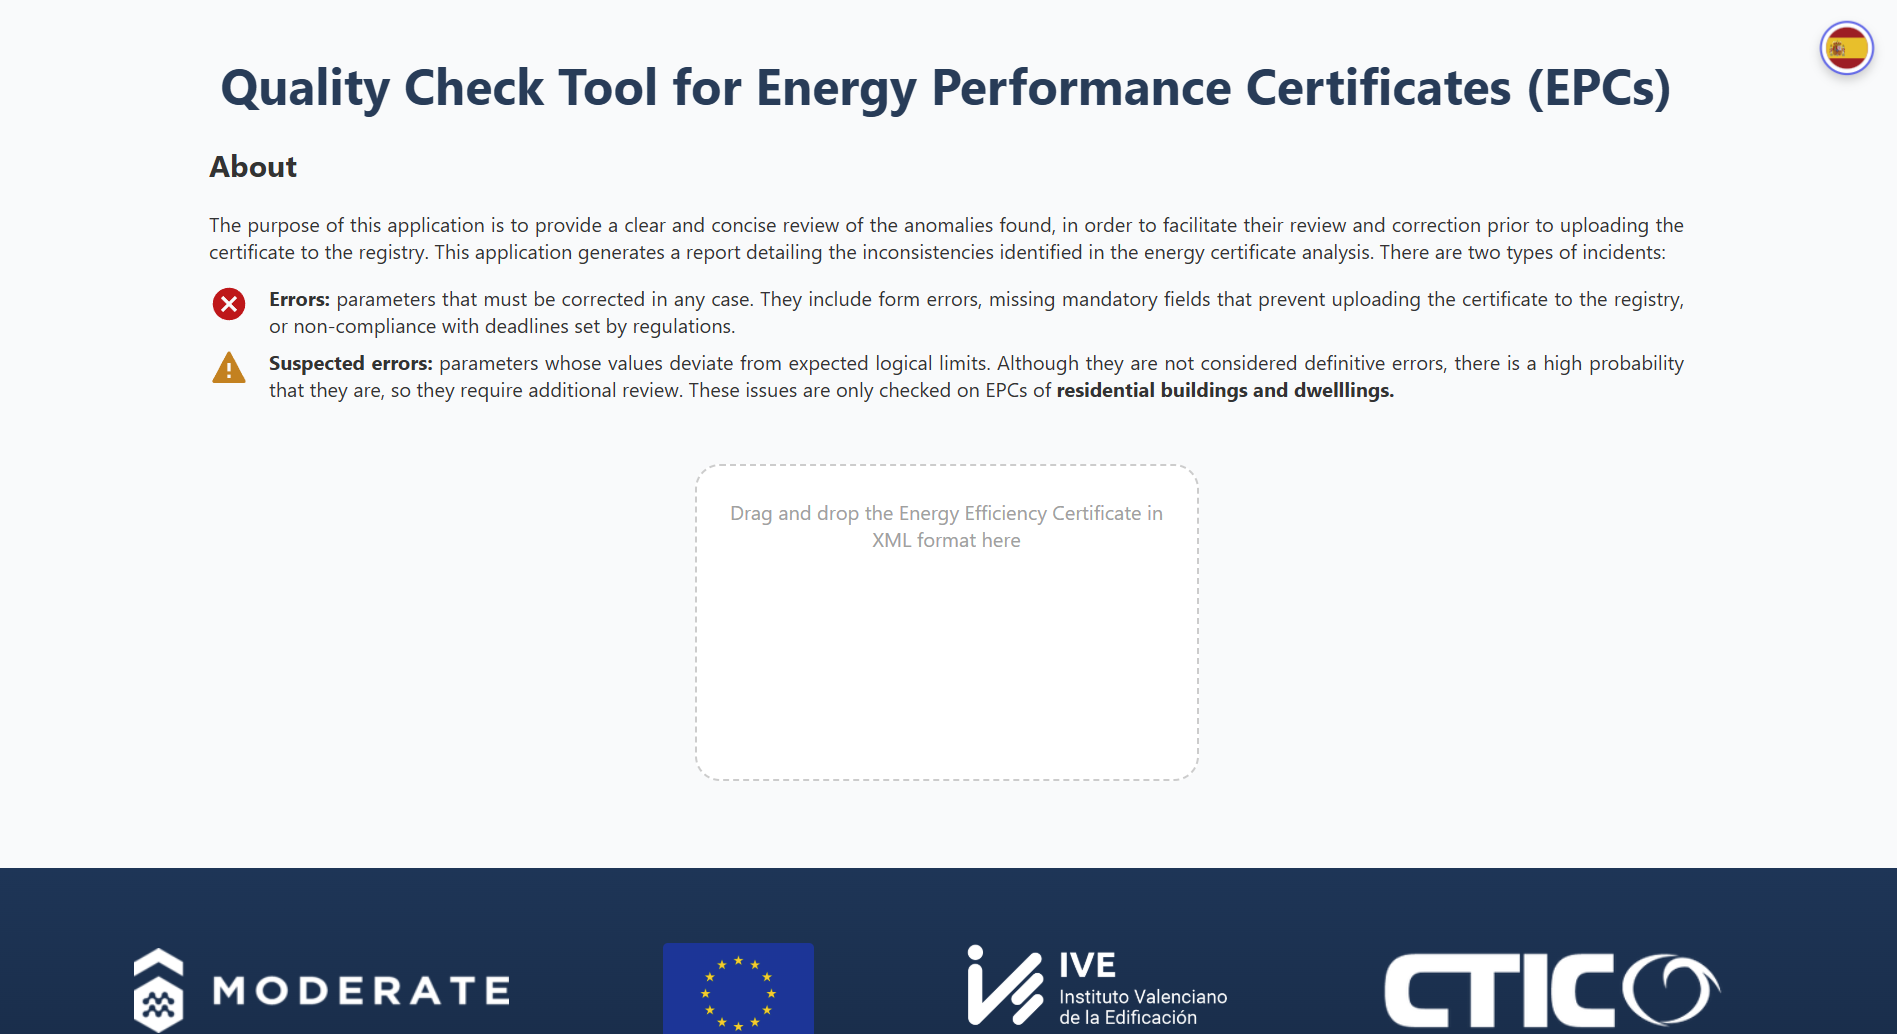 Quality Check Tool for Energy Performance Certificates (EPCs)
About
The purpose of this application is to provide a clear and concise review of the anomalies found, in order to facilitate their review and correction prior to uploading the
certificate to the registry. This application generates a report detailing the inconsistencies identified in the energy certificate analysis. There are two types of incidents:
Errors: parameters that must be corrected in any case. They include form errors, missing mandatory fields that prevent uploading the certificate to the registry,
or non-compliance with deadlines set by regulations.
Suspected errors: parameters whose values deviate from expected logical limits. Although they are not considered definitive errors, there is a high probability
that they are, so they require additional review. These issues are only checked on EPCs of residential buildings and dwelllings.
Drag and drop the Energy Efficiency Certificate in
XML format here
MODERATE
IVE
Instituto Valenciano
de la Edificación
CTIC